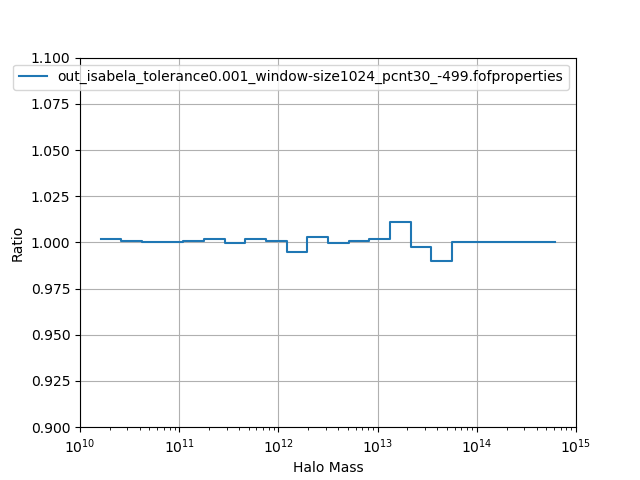 out_isabela_tolerance0.001_window-size1024_pcnt30_-499.fofproperties
1.100
1.075
1.050
1.025
1.000
0.975
0.950
0.925
0.900
Ratio
10^10 10^11 10^12 10^13 10^14 10^15
Halo Mass